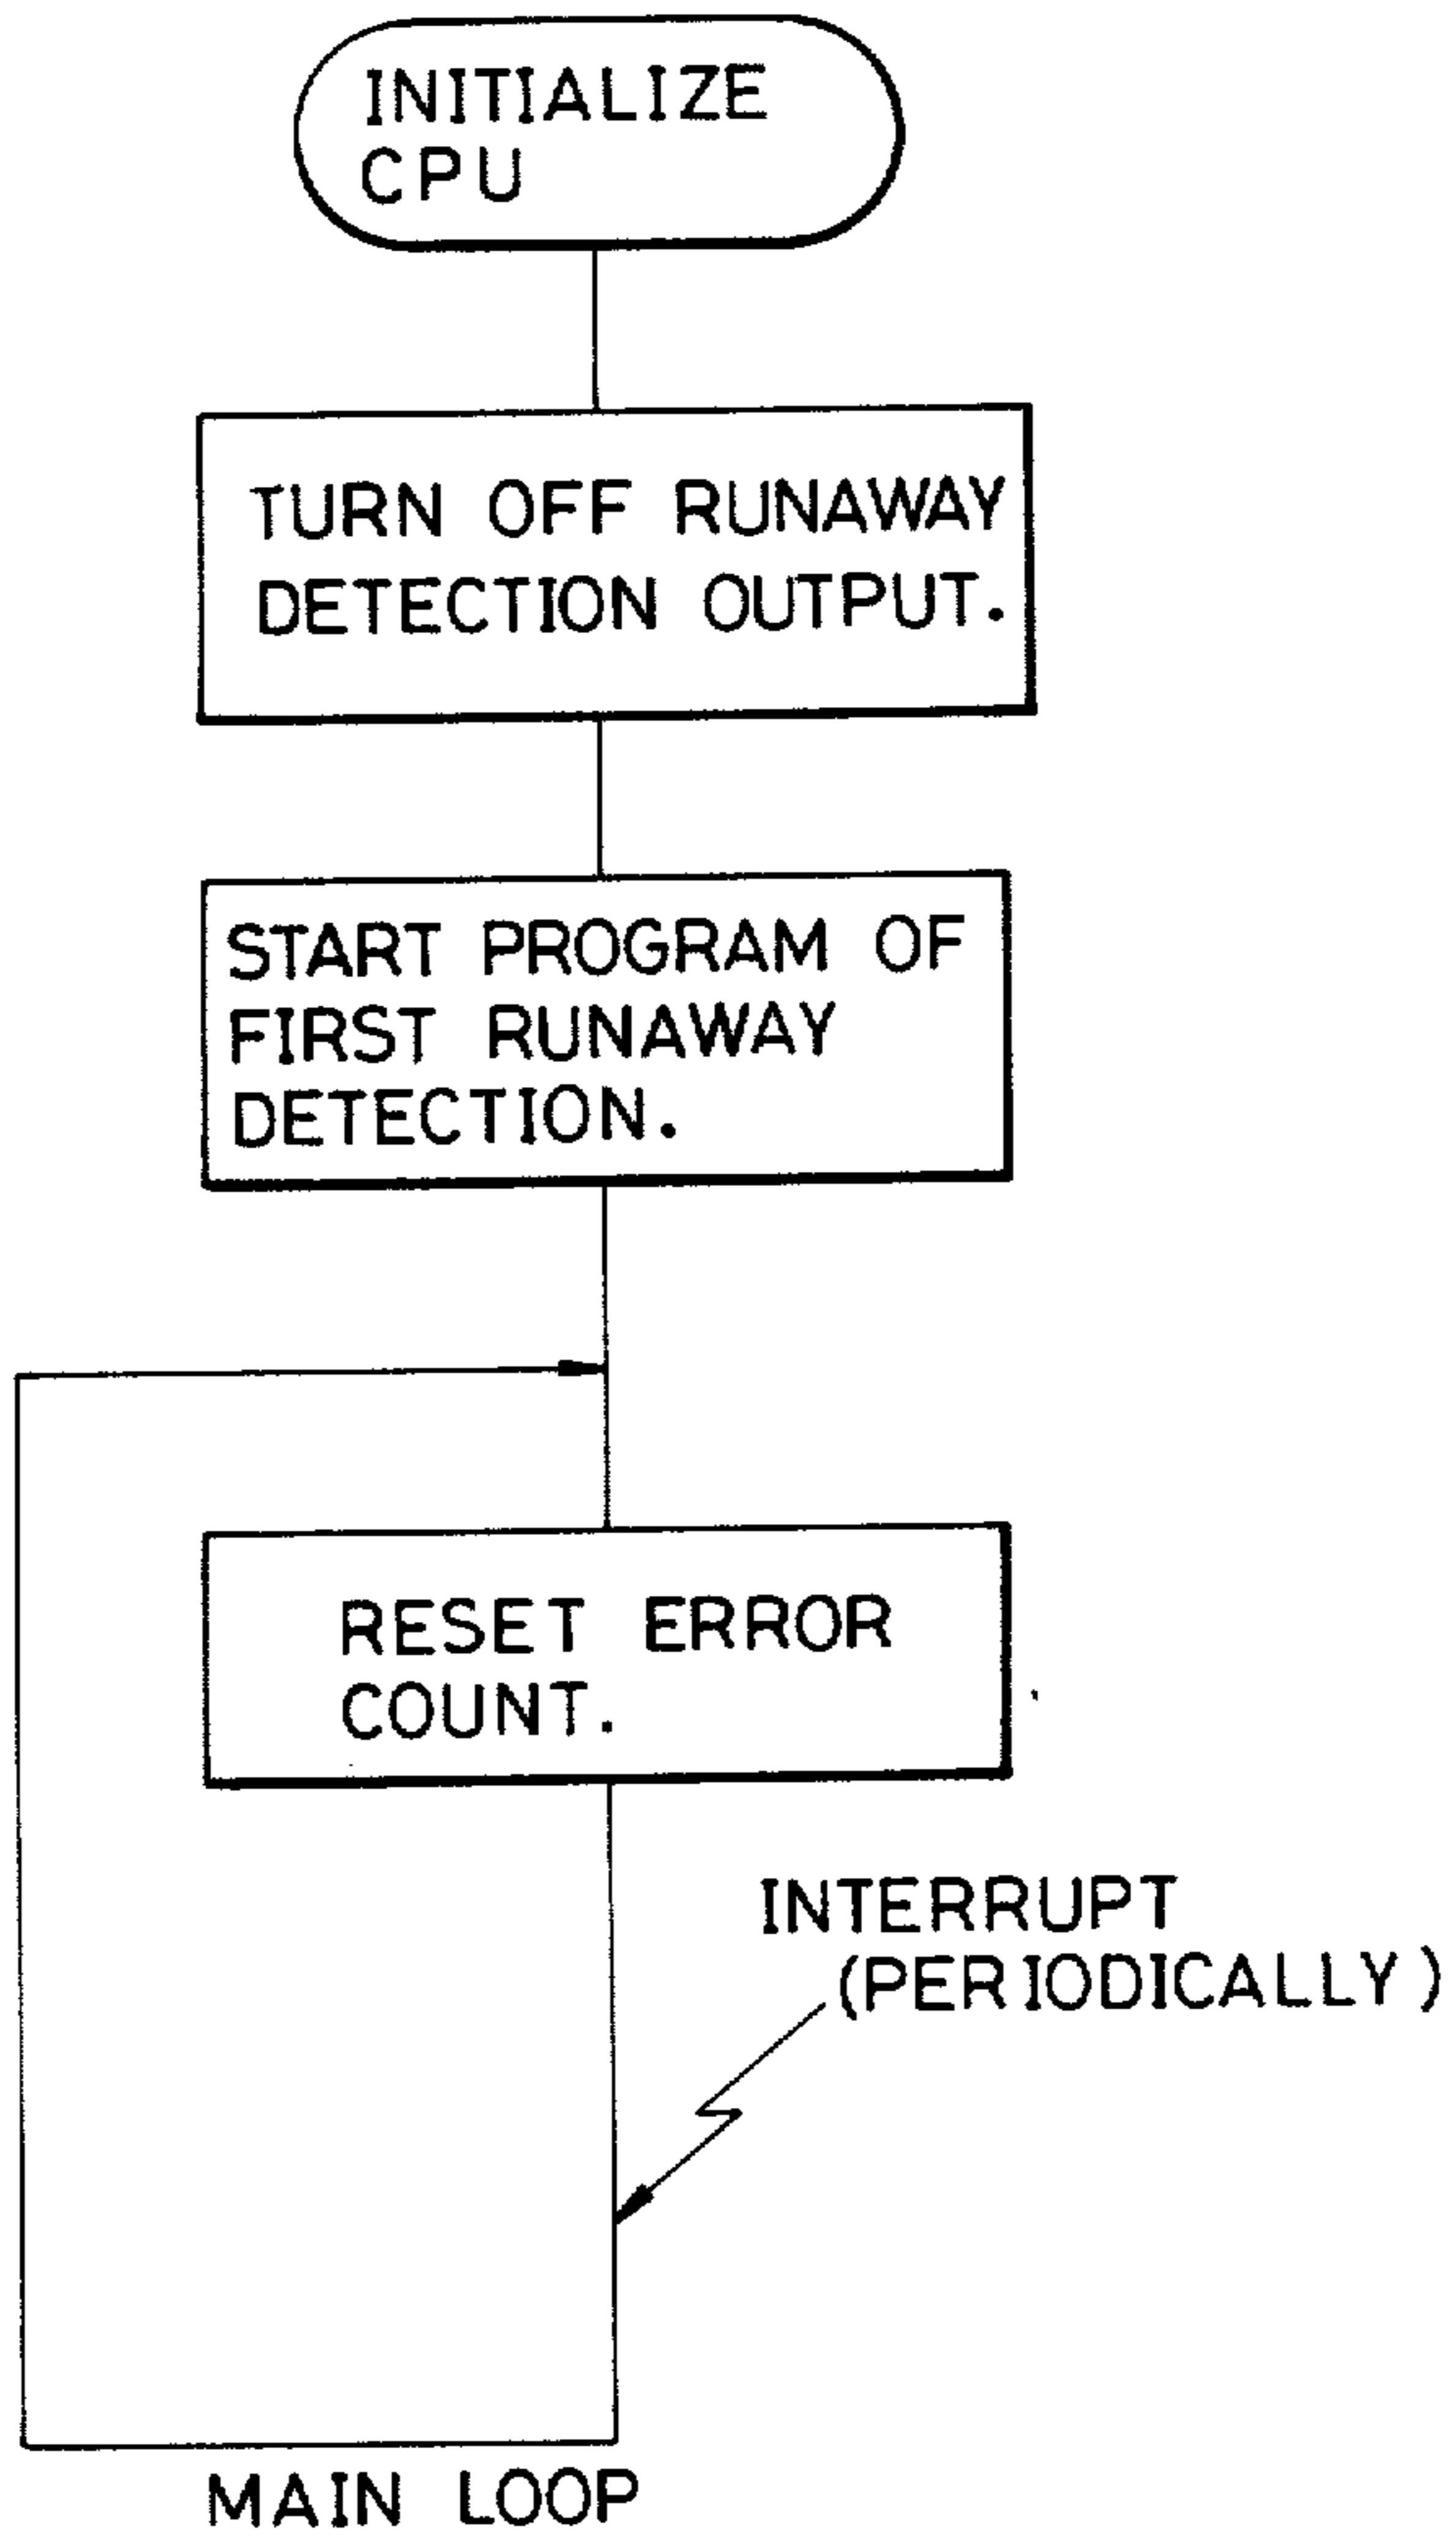 INITIALIZE
CPU
TURN OFF RUNAWAY
DETECTION OUTPUT.
START PROGRAM OF
FIRST RUNAWAY
DETECTION.
RESET ERROR
COUNT.
INTERRUPT
(PERIODICALLY)
MAIN LOOP